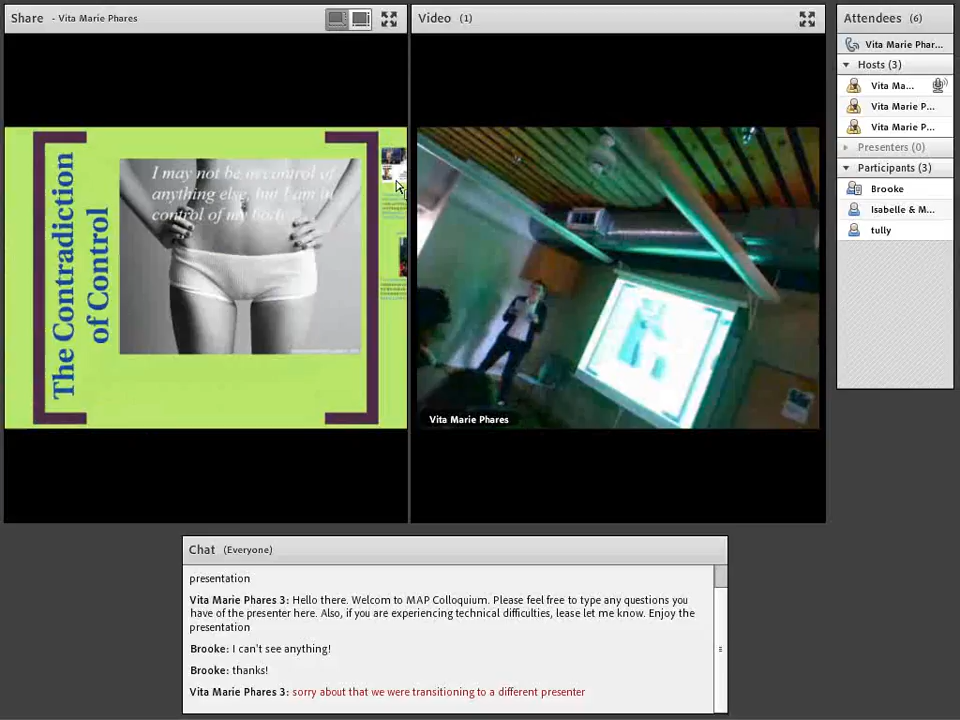 Share - Vita Marie Phares
Video (1)
Attendees (6)
Vita Marie Phar...
Hosts (3)
Vita Ma...
Vita Marie P...
Vita Marie P...
Presenters (0)
Participants (3)
Brooke
Isabelle & M...
tully
The Contradiction
of Control
I may not be in control of
anything else, but I am in
control of my body.
Vita Marie Phares
Chat (Everyone)
presentation
Vita Marie Phares 3: Hello there. Welcom to MAP Colloquium. Please feel free to type any questions you
have of the presenter here. Also, if you are experiencing technical difficulties, lease let me know. Enjoy the
presentation
Brooke: I can't see anything!
Brooke: thanks!
Vita Marie Phares 3: sorry about that we were transitioning to a different presenter